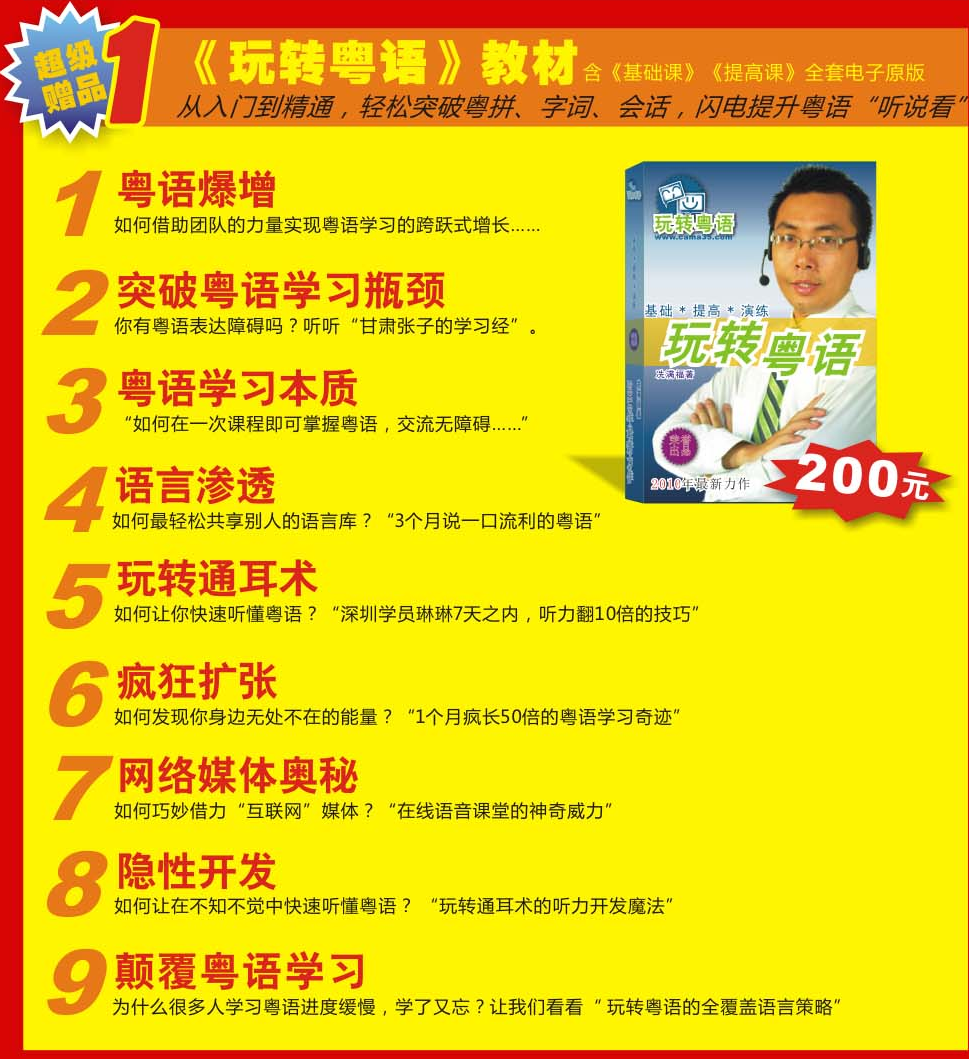 超级
赠品
1
《玩转粤语》教材 含《基础课》《提高课》全套电子原版
从入门到精通，轻松突破粤拼、字词、会话，闪电提升粤语“听说看”
1 粤语爆增
如何借助团队的力量实现粤语学习的跨跃式增长......
2 突破粤语学习瓶颈
你有粤语表达障碍吗？听听“甘肃张子的学习经”。
3 粤语学习本质
“如何在一次课程即可掌握粤语，交流无障碍......”
4 语言渗透
如何最轻松共享别人的语言库？“3个月说一口流利的粤语”
5 玩转通耳术
如何让你快速听懂粤语？“深圳学员琳琳7天之内，听力翻10倍的技巧”
6 疯狂扩张
如何发现你身边无处不在的能量？“1个月疯长50倍的粤语学习奇迹”
7 网络媒体奥秘
如何巧妙借力“互联网”媒体？“在线语音课堂的神奇威力”
8 隐性开发
如何让在不知不觉中快速听懂粤语？ “玩转通耳术的听力开发魔法”
9 颠覆粤语学习
为什么很多人学习粤语进度缓慢，学了又忘？让我们看看“ 玩转粤语的全覆盖语言策略”
玩转粤语
www.cama35.com
基础 * 提高 * 演练
玩转粤语
冼满福著
荣誉
出品
2010年最新力作
200元